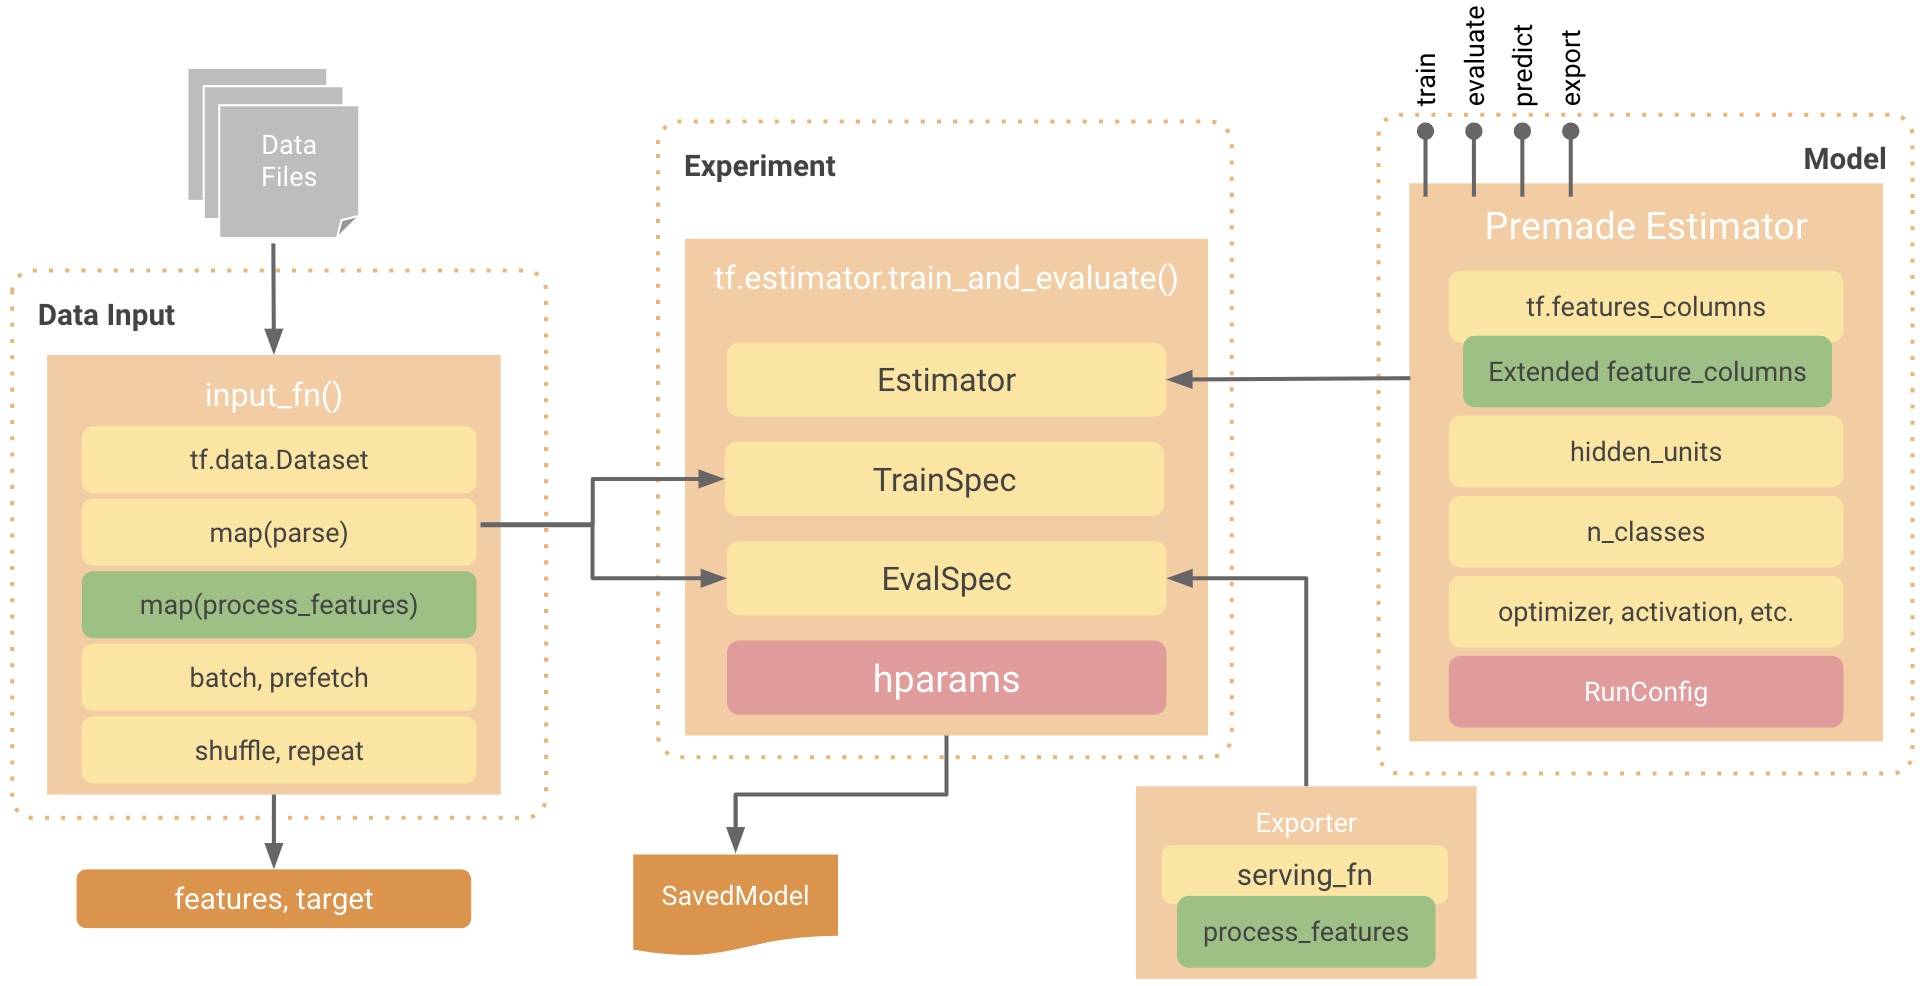 train
evaluate
predict
export
Data
Files
Data Input
input_fn()
tf.data.Dataset
map(parse)
map(process_features)
batch, prefetch
shuffle, repeat
features, target
Experiment
tf.estimator.train_and_evaluate()
Estimator
TrainSpec
EvalSpec
hparams
SavedModel
Model
Premade Estimator
tf.features_columns
Extended feature_columns
hidden_units
n_classes
optimizer, activation, etc.
RunConfig
Exporter
serving_fn
process_features